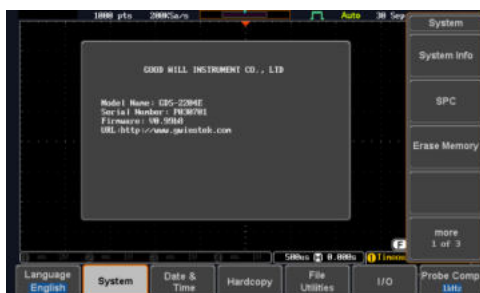 1000 pts 200KSa/s Auto 30 Sep
System
GOOD WILL INSTRUMENT CO., LTD
System Info
Model Name: GDS-2204E
Serial Number: P030701
Firmware: V0.99b8
URL:http://www.gwinstek.com
SPC
Erase Memory
more
1 of 3
F
500us 0.000s
Language
English
System
Date &
Time
Hardcopy
File
Utilities
I/O
Probe Comp
1kHz